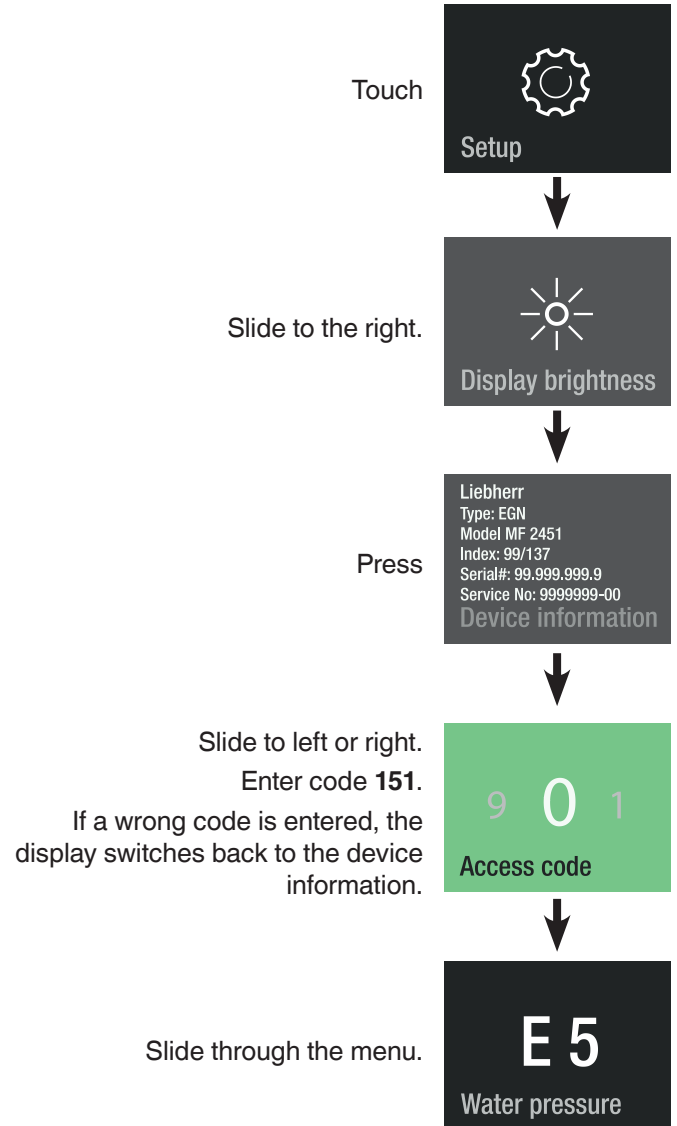 Touch
Setup
Slide to the right.
Display brightness
Press
Liebherr
Type: EGN
Model MF 2451
Index: 99/137
Serial#: 99.999.999.9
Service No: 9999999-00
Device information
Slide to left or right.
Enter code 151.
If a wrong code is entered, the
display switches back to the device
information.
9 0 1
Access code
Slide through the menu.
E 5
Water pressure